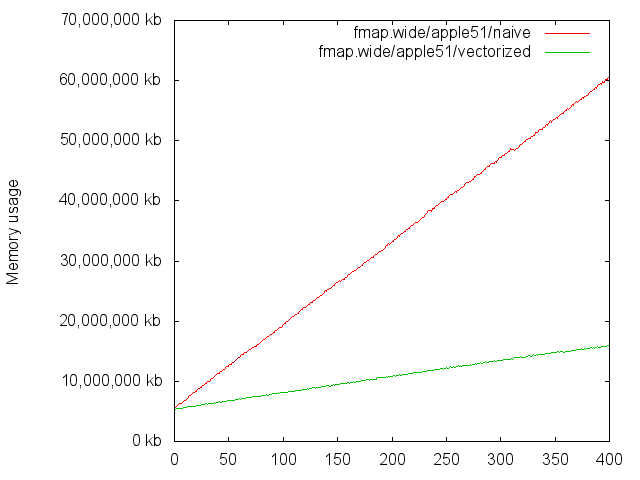 70,000,000 kb
60,000,000 kb
50,000,000 kb
40,000,000 kb
30,000,000 kb
20,000,000 kb
10,000,000 kb
0 kb
Memory usage
fmap.wide/apple51/naive
fmap.wide/apple51/vectorized
0 50 100 150 200 250 300 350 400